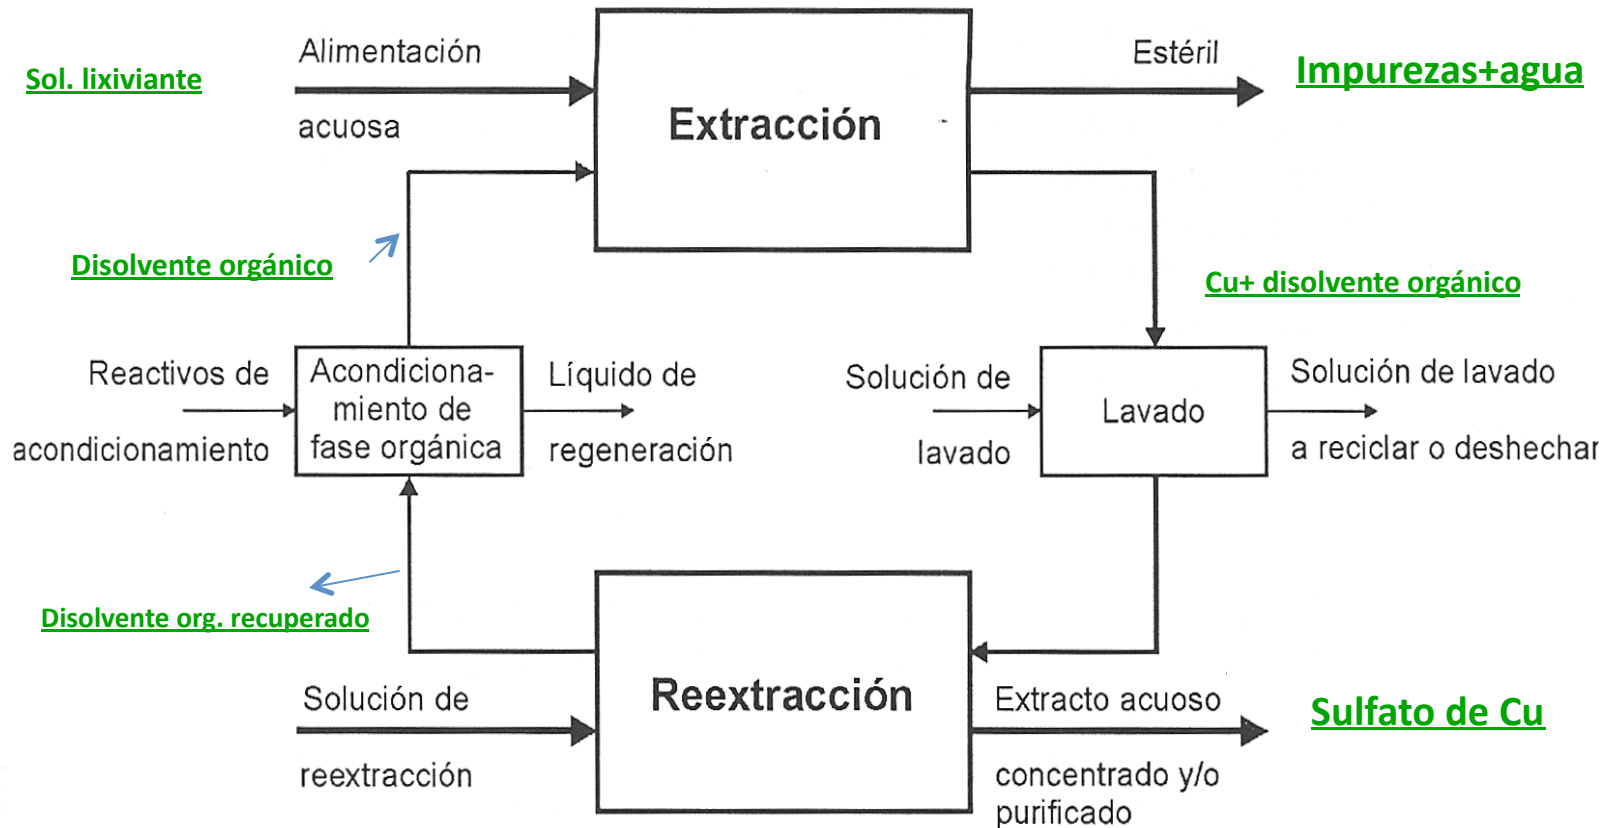 Alimentación
Sol. lixiviante
acuosa
Extracción
Estéril
Impurezas+agua
Disolvente orgánico
Cu+ disolvente orgánico
Reactivos de
acondicionamiento
Acondiciona-
miento de
fase orgánica
Líquido de
regeneración
Solución de
lavado
Lavado
Solución de lavado
a reciclar o deshechar
Disolvente org. recuperado
Solución de
reextracción
Reextracción
Extracto acuoso
concentrado y/o
purificado
Sulfato de Cu